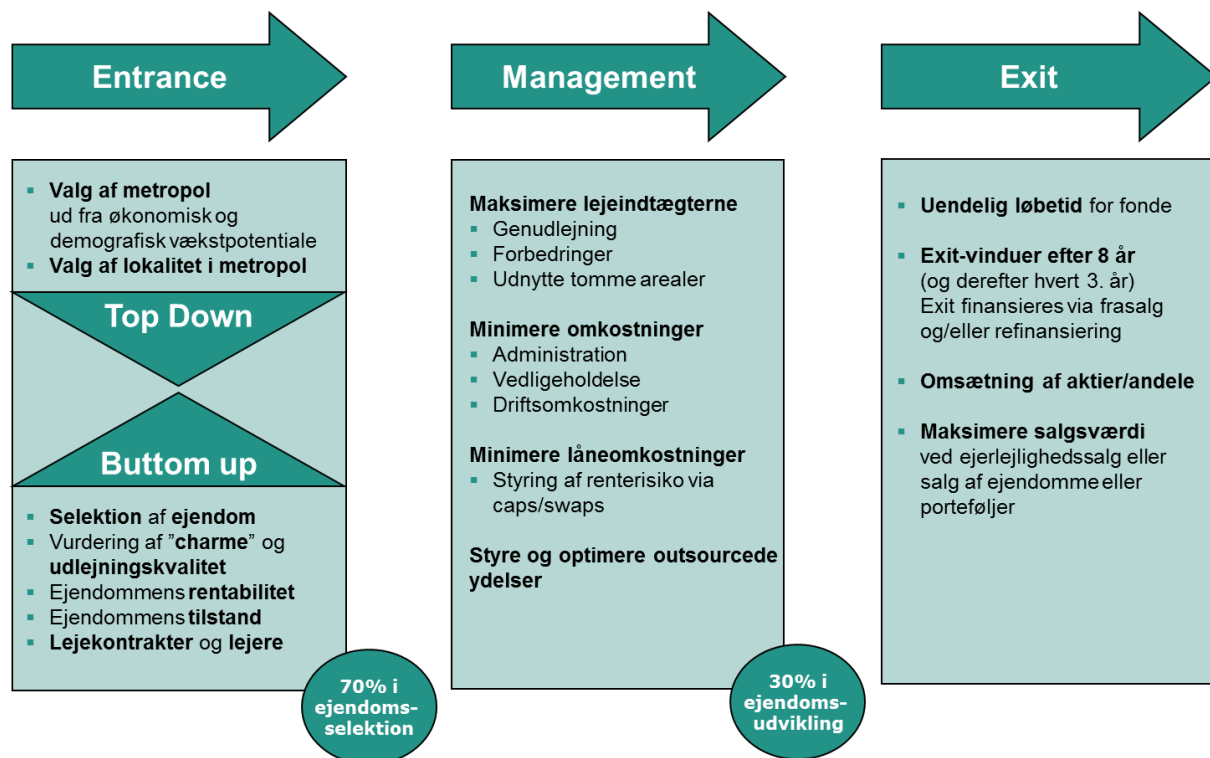 Entrance
Valg af metropol
ud fra økonomisk og
demografisk vækstpotentiale
Valg af lokalitet i metropol
Top Down
Buttom up
Selektion af ejendom
Vurdering af ”charme” og
udlejningskvalitet
Ejendommens rentabilitet
Ejendommens tilstand
Lejekontrakter og lejere
70% i
ejendoms-
selektion
Management
Maksimere lejeindtægterne
Genudlejning
Forbedringer
Udnytte tomme arealer
Minimere omkostninger
Administration
Vedligeholdelse
Driftsomkostninger
Minimere låneomkostninger
Styring af renterisiko via
caps/swaps
Styre og optimere outsourcede
ydelser
30% i
ejendoms-
udvikling
Exit
Uendelig løbetid for fonde
Exit-vinduer efter 8 år
(og derefter hvert 3. år)
Exit finansieres via frasalg
og/eller refinansiering
Omsætning af aktier/andele
Maksimere salgsværdi
ved ejerlejlighedssalg eller
salg af ejendomme eller
porteføljer